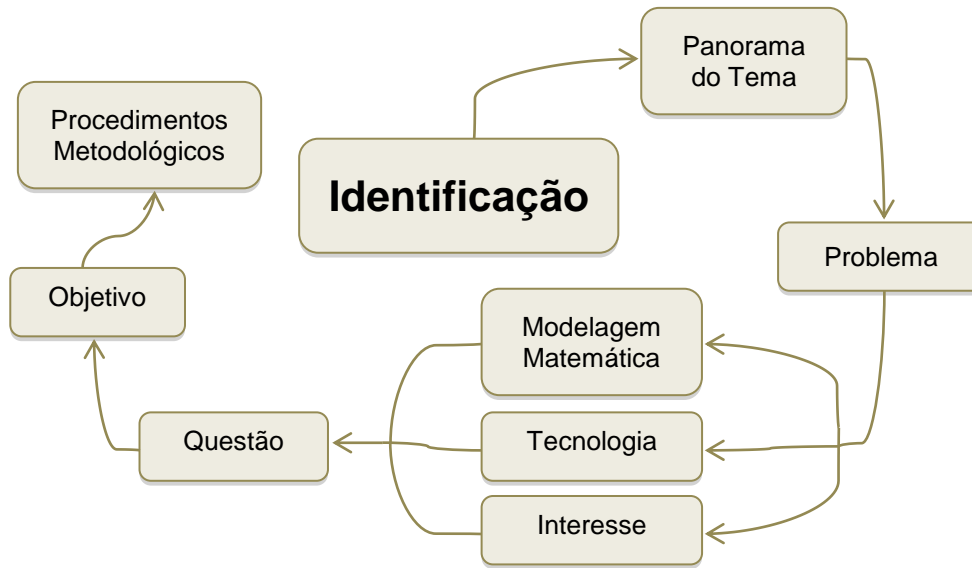 Panorama
do Tema
Procedimentos
Metodológicos
Identificação
Problema
Objetivo
Modelagem
Matemática
Questão
Tecnologia
Interesse